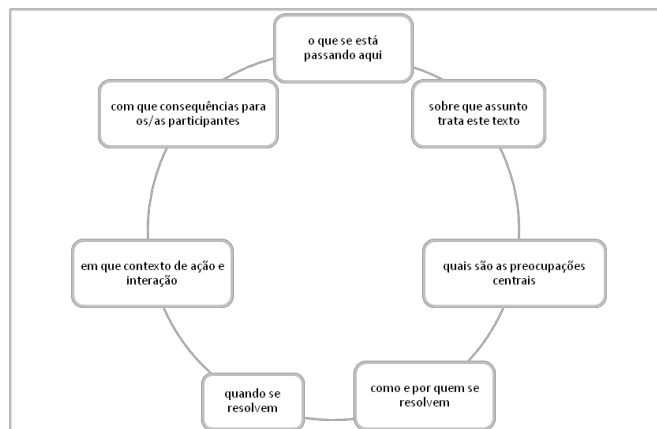 o que se está
passando aqui
sobre que assunto
trata este texto
quais são as preocupações
centrais
como e por quem se
resolvem
quando se
resolvem
em que contexto de ação e
interação
com que consequências para
os/as participantes